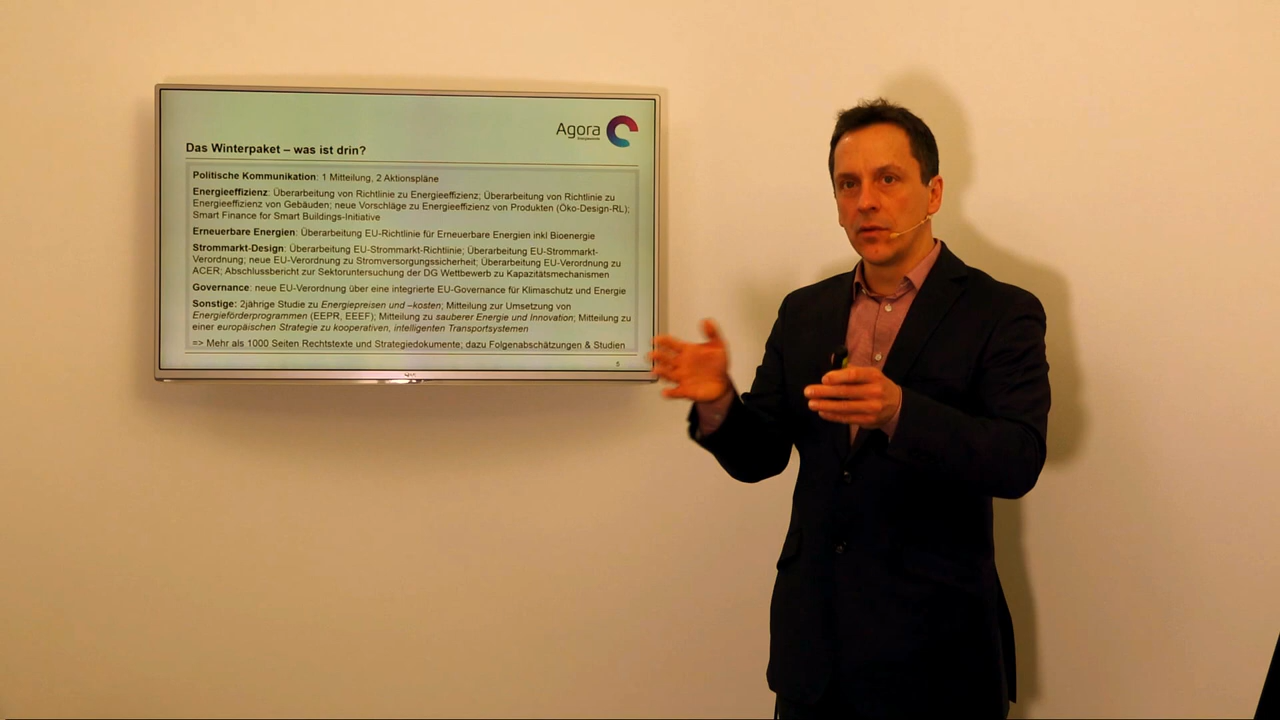 Agora
Das Winterpaket – was ist drin?
Politische Kommunikation: 1 Mitteilung, 2 Aktionspläne
Energieeffizienz: Überarbeitung von Richtlinie zu Energieeffizienz; Überarbeitung von Richtlinie zu
Energieeffizienz von Gebäuden; neue Vorschläge zu Energieeffizienz von Produkten (Öko-Design-RL);
Smart Finance for Smart Buildings-Initiative
Erneuerbare Energien: Überarbeitung EU-Richtlinie für Erneuerbare Energien inkl Bioenergie
Strommarkt-Design: Überarbeitung EU-Strommarkt-Richtlinie; Überarbeitung EU-Strommarkt-
Verordnung; neue EU-Verordnung zu Stromversorgungssicherheit; Überarbeitung EU-Verordnung zu
ACER; Abschlussbericht zur Sektoruntersuchung der DG Wettbewerb zu Kapazitätsmechanismen
Governance: neue EU-Verordnung über eine integrierte EU-Governance für Klimaschutz und Energie
Sonstige: 2jährige Studie zu Energiepreisen und –kosten; Mitteilung zur Umsetzung von
Energieförderprogrammen (EEPR, EEEF); Mitteilung zu sauberer Energie und Innovation; Mitteilung zu
einer europäischen Strategie zu kooperativen, intelligenten Transportsystemen
=> Mehr als 1000 Seiten Rechtstexte und Strategiedokumente; dazu Folgenabschätzungen & Studien
5